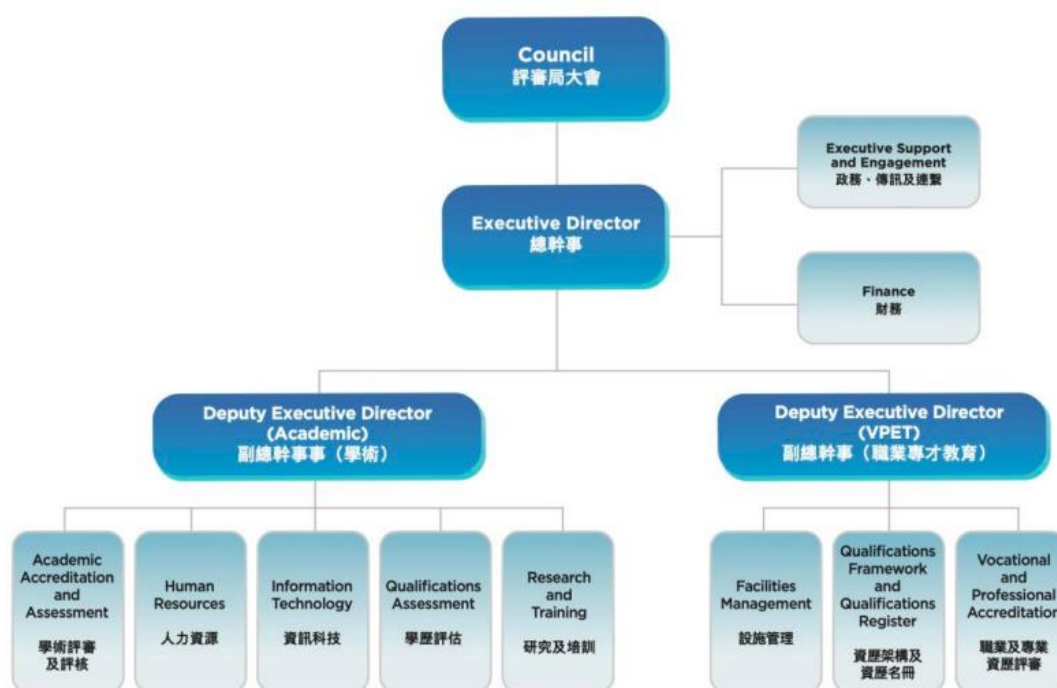 Council
評審局大會
Executive Support
and Engagement
政務、傳訊及連繫
Executive Director
總幹事
Finance
財務
Deputy Executive Director
(Academic)
副總幹事事（學術）
Deputy Executive Director
(VPET)
副總幹事（職業專才教育）
Academic
Accreditation
and
Assessment
學術評審
及評核
Human
Resources
人力資源
Information
Technology
資訊科技
Qualifications
Assessment
學歷評估
Research
and
Training
研究及培訓
Facilities
Management
設施管理
Qualifications
Framework
and
Qualifications
Register
資歷架構及
資歷名冊
Vocational
and
Professional
Accreditation
職業及專業
資歷評審